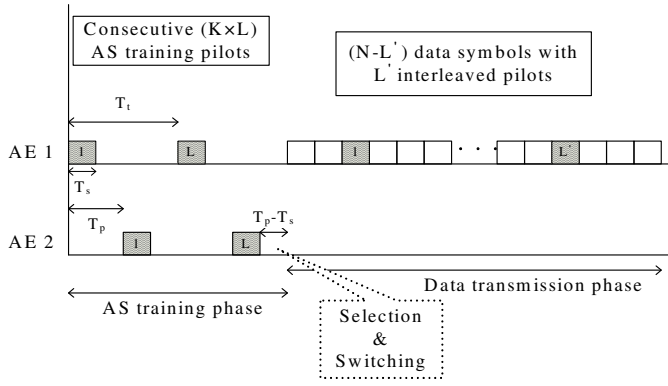 Consecutive (K×L)
AS training pilots
(N-L') data symbols with
L' interleaved pilots
T_t
AE 1
1
L
1
. . .
L'
T_s
T_p
T_p-T_s
AE 2
1
L
AS training phase
Data transmission phase
Selection
&
Switching